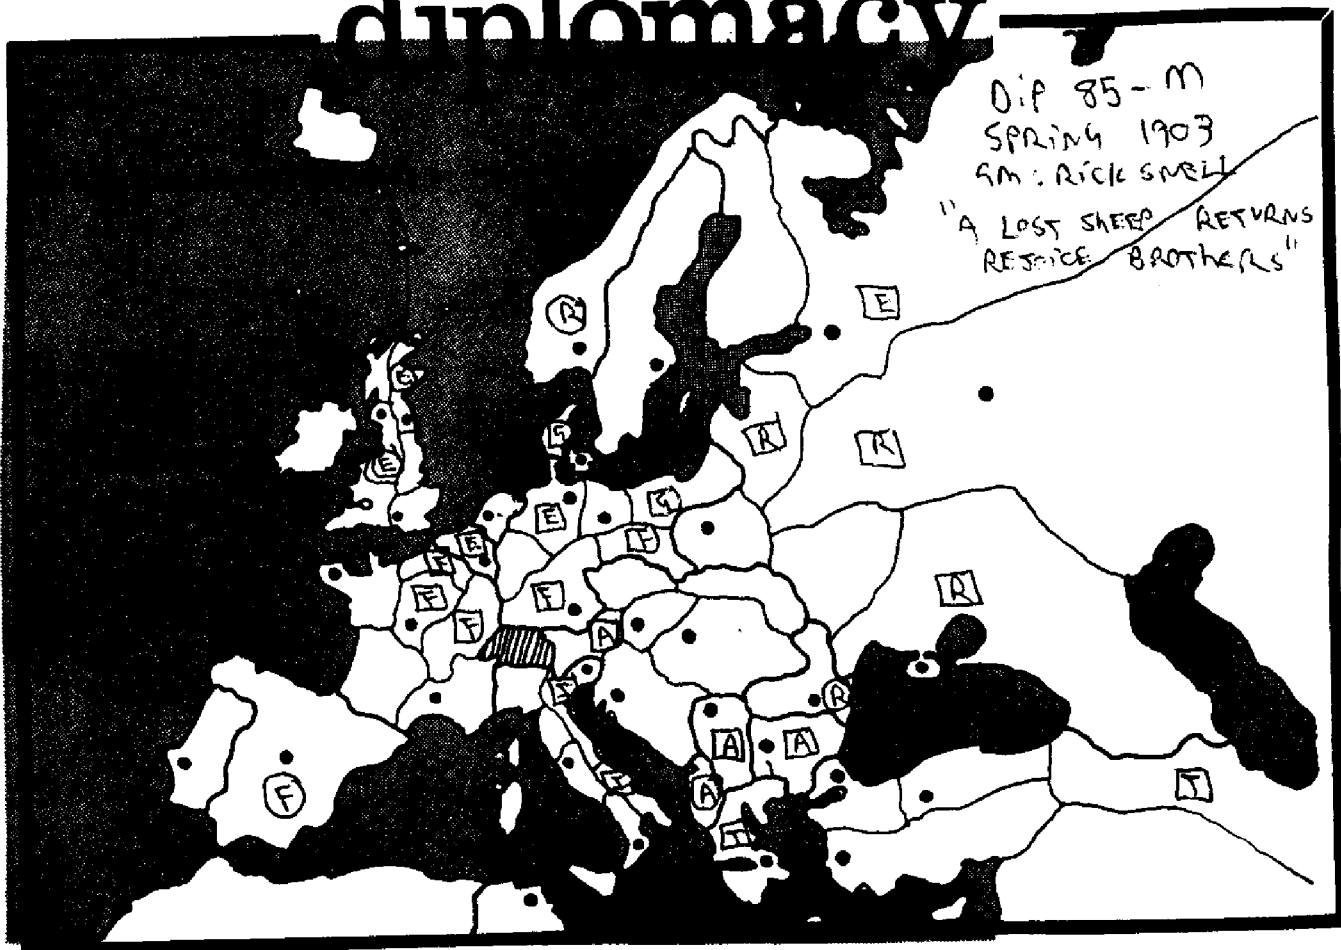 diplomacy
DiP 85-M
SPRING 1903
GM: RICK SNELL
"A LOST SHEEP RETURNS
REJOICE BROTHERS"
E
R
E
R
R
E
G
E
G
E
F
F
E
F
F
R
F
A
I
R
A
A
F
A
T
T